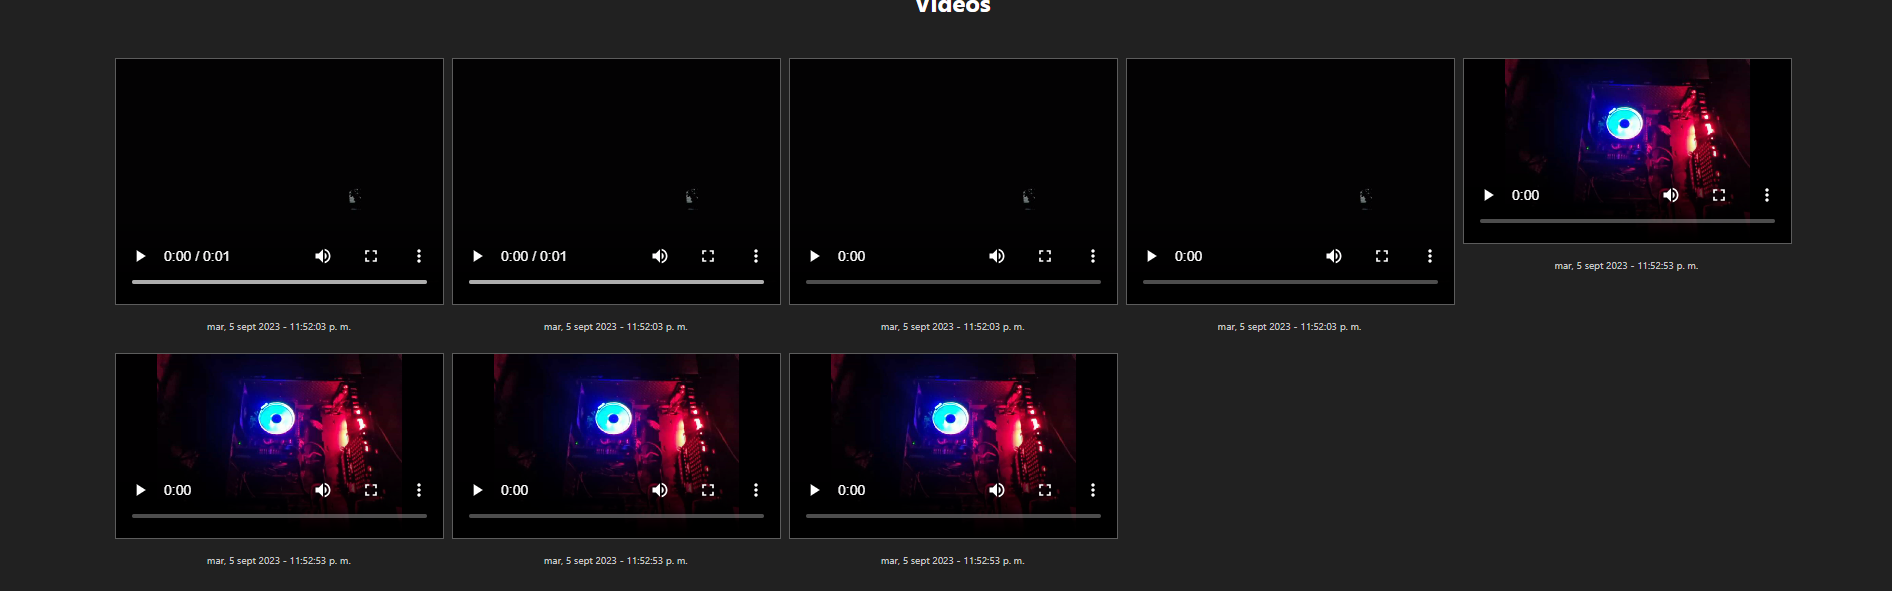 Videos
0:00 / 0:01
0:00 / 0:01
0:00
0:00
0:00
mar, 5 sept 2023 - 11:52:53 p. m.
mar, 5 sept 2023 - 11:52:03 p. m.
mar, 5 sept 2023 - 11:52:03 p. m.
mar, 5 sept 2023 - 11:52:03 p. m.
mar, 5 sept 2023 - 11:52:03 p. m.
0:00
0:00
0:00
mar, 5 sept 2023 - 11:52:53 p. m.
mar, 5 sept 2023 - 11:52:53 p. m.
mar, 5 sept 2023 - 11:52:53 p. m.